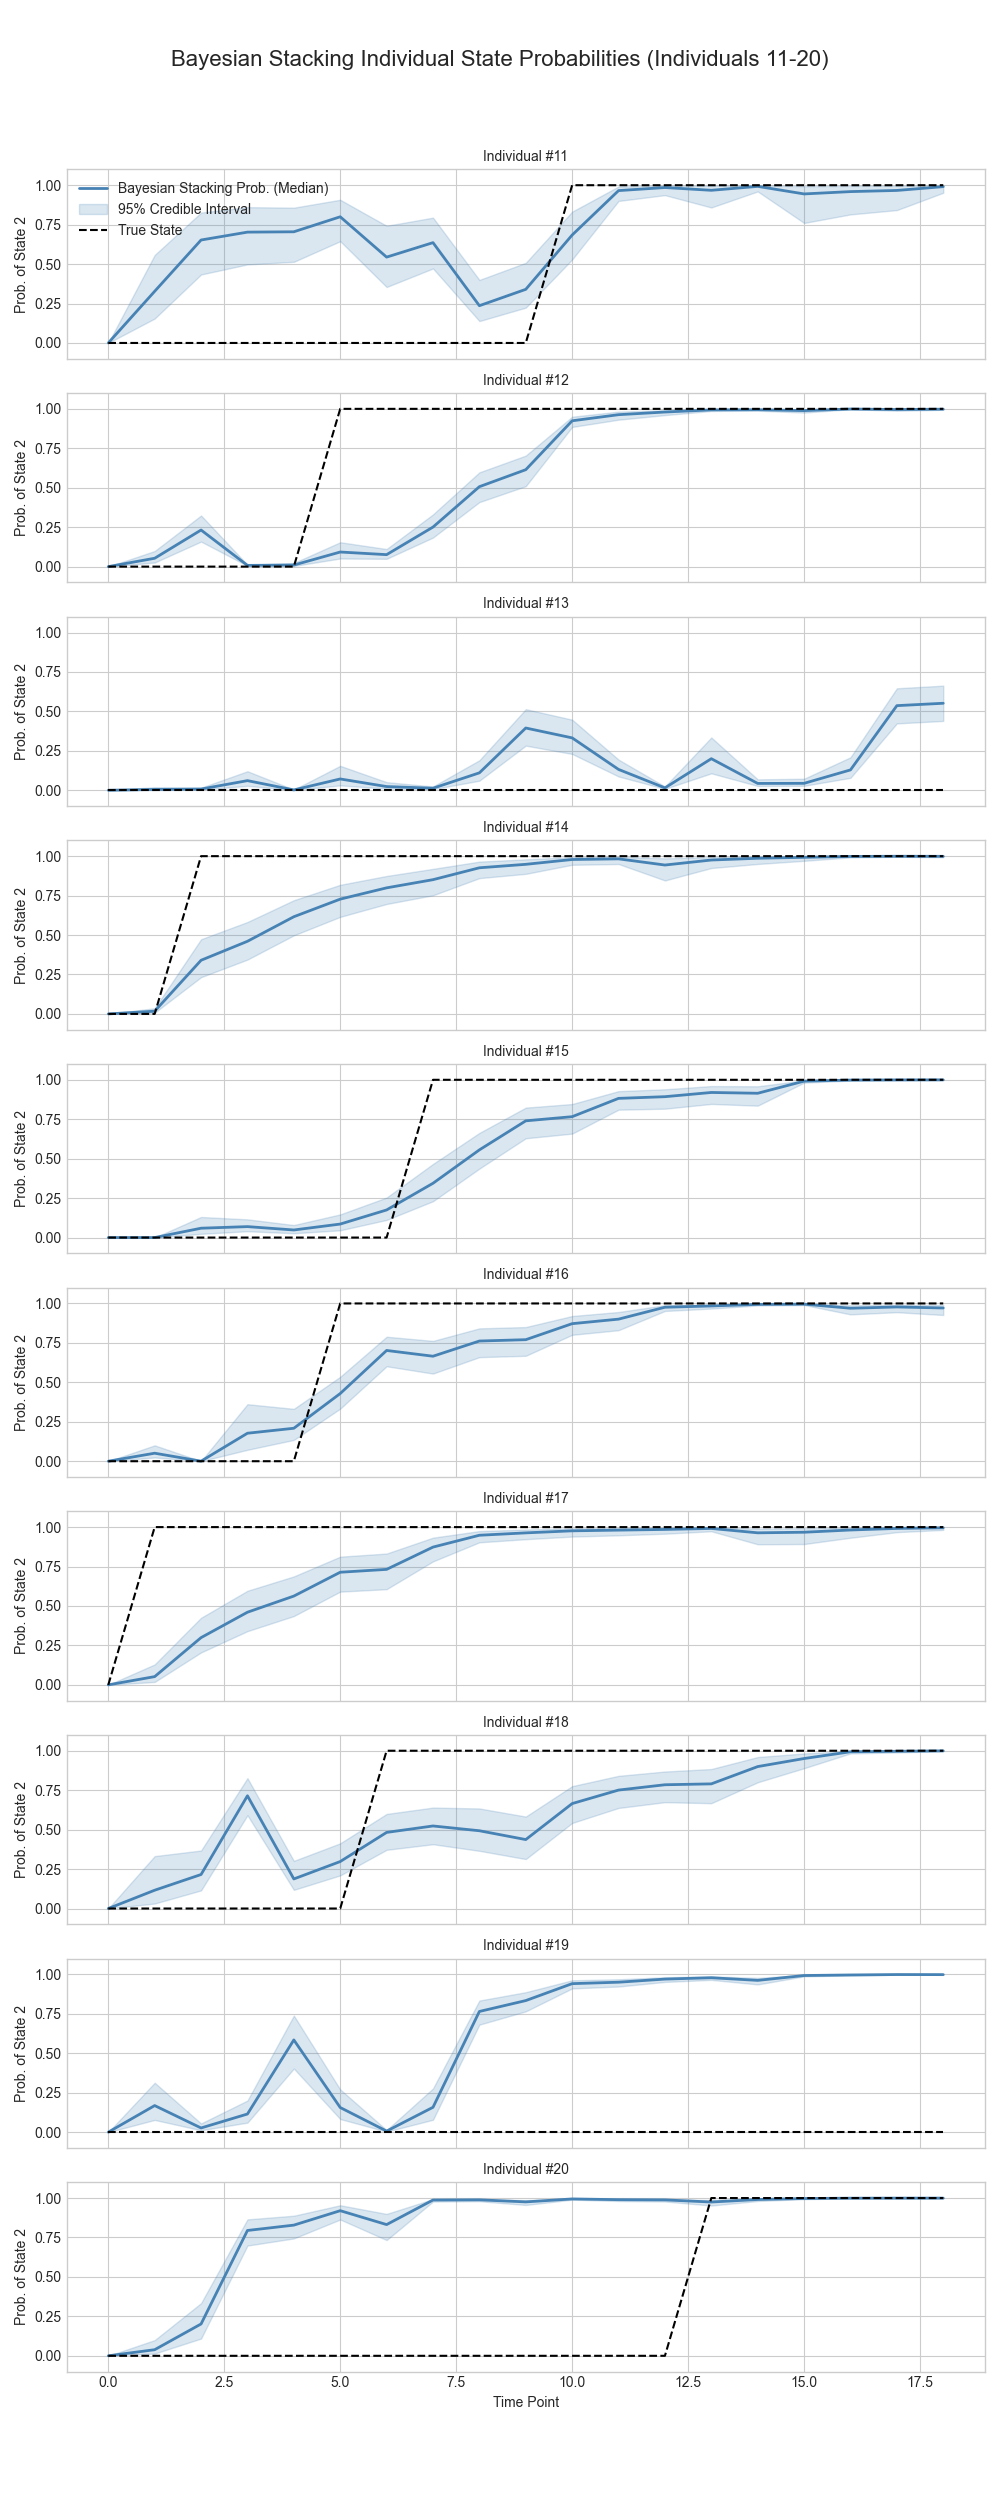 Bayesian Stacking Individual State Probabilities (Individuals 11-20)
Individual #11
Bayesian Stacking Prob. (Median)
95% Credible Interval
True State
Prob. of State 2
1.00
0.75
0.50
0.25
0.00
Individual #12
Prob. of State 2
1.00
0.75
0.50
0.25
0.00
Individual #13
Prob. of State 2
1.00
0.75
0.50
0.25
0.00
Individual #14
Prob. of State 2
1.00
0.75
0.50
0.25
0.00
Individual #15
Prob. of State 2
1.00
0.75
0.50
0.25
0.00
Individual #16
Prob. of State 2
1.00
0.75
0.50
0.25
0.00
Individual #17
Prob. of State 2
1.00
0.75
0.50
0.25
0.00
Individual #18
Prob. of State 2
1.00
0.75
0.50
0.25
0.00
Individual #19
Prob. of State 2
1.00
0.75
0.50
0.25
0.00
Individual #20
Prob. of State 2
1.00
0.75
0.50
0.25
0.00
0.0 2.5 5.0 7.5 10.0 12.5 15.0 17.5
Time Point